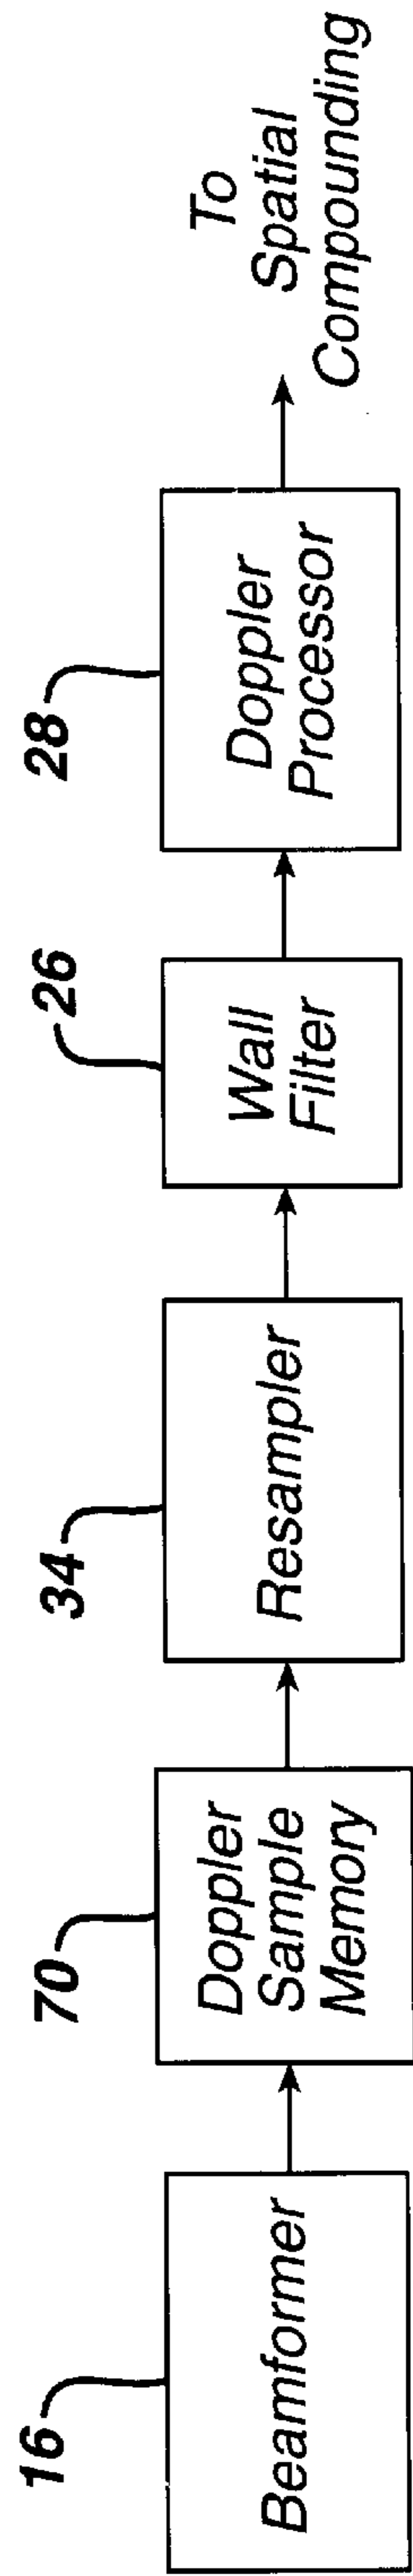 16
Beamformer
70
Doppler
Sample
Memory
34
Resampler
26
Wall
Filter
28
Doppler
Processor
To
Spatial
Compounding